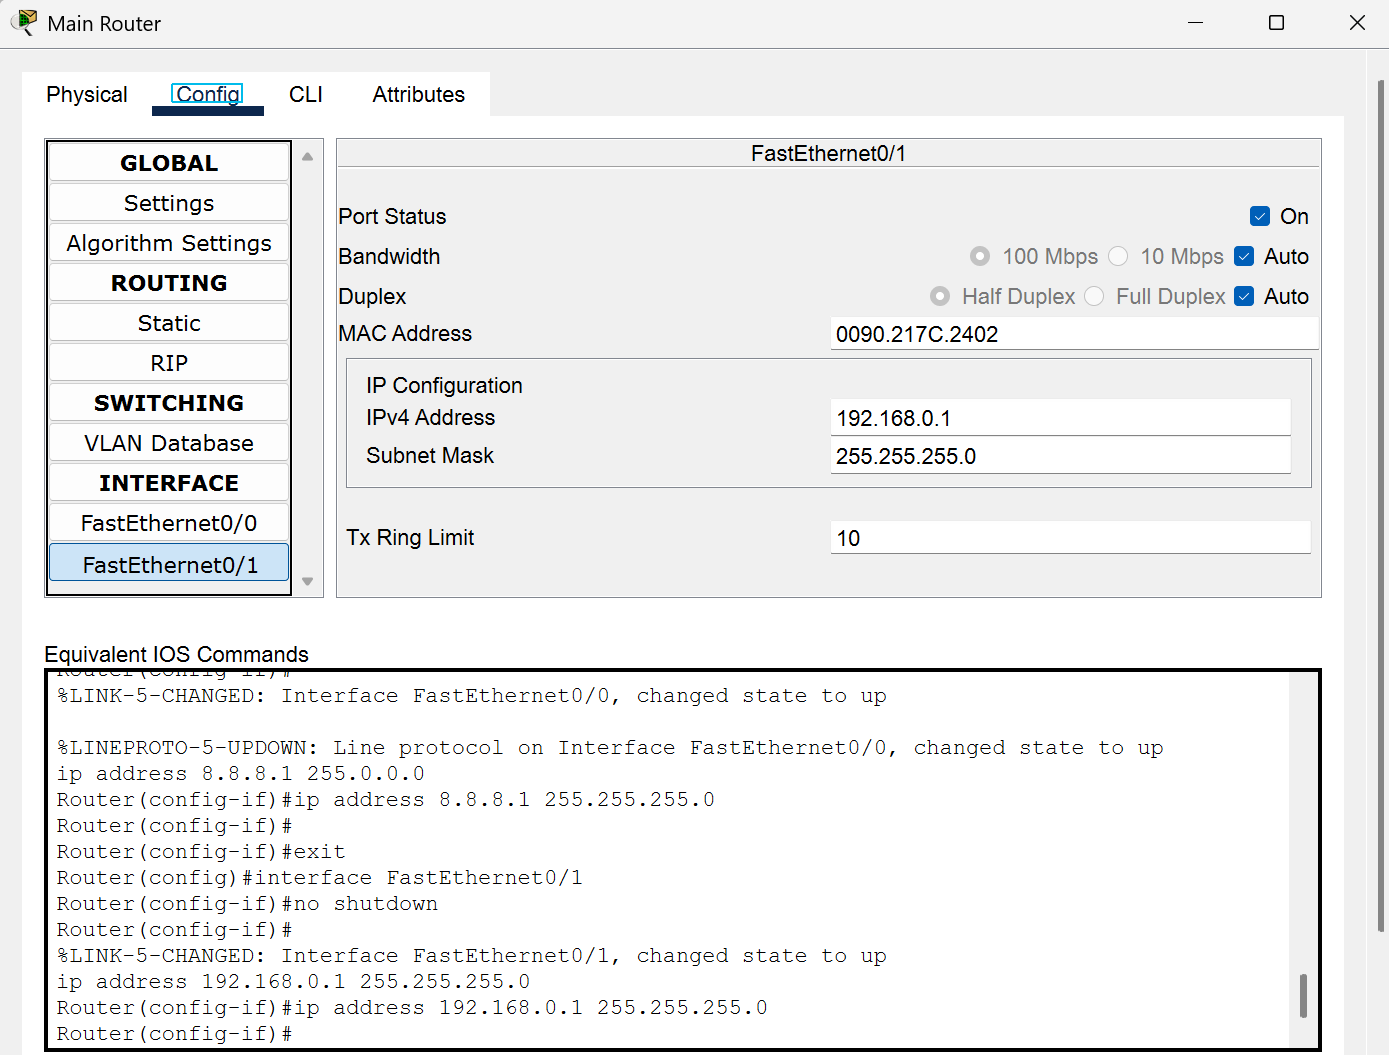 Main Router
Physical Config CLI Attributes
GLOBAL
Settings
Algorithm Settings
ROUTING
Static
RIP
SWITCHING
VLAN Database
INTERFACE
FastEthernet0/0
FastEthernet0/1
FastEthernet0/1
Port Status On
Bandwidth 100 Mbps 10 Mbps Auto
Duplex Half Duplex Full Duplex Auto
MAC Address 0090.217C.2402
IP Configuration
IPv4 Address 192.168.0.1
Subnet Mask 255.255.255.0
Tx Ring Limit 10
Equivalent IOS Commands
Router(config-if)#
%LINK-5-CHANGED: Interface FastEthernet0/0, changed state to up
%LINEPROTO-5-UPDOWN: Line protocol on Interface FastEthernet0/0, changed state to up
ip address 8.8.8.1 255.0.0.0
Router(config-if)#ip address 8.8.8.1 255.255.255.0
Router(config-if)#
Router(config-if)#exit
Router(config)#interface FastEthernet0/1
Router(config-if)#no shutdown
Router(config-if)#
%LINK-5-CHANGED: Interface FastEthernet0/1, changed state to up
ip address 192.168.0.1 255.255.255.0
Router(config-if)#ip address 192.168.0.1 255.255.255.0
Router(config-if)#